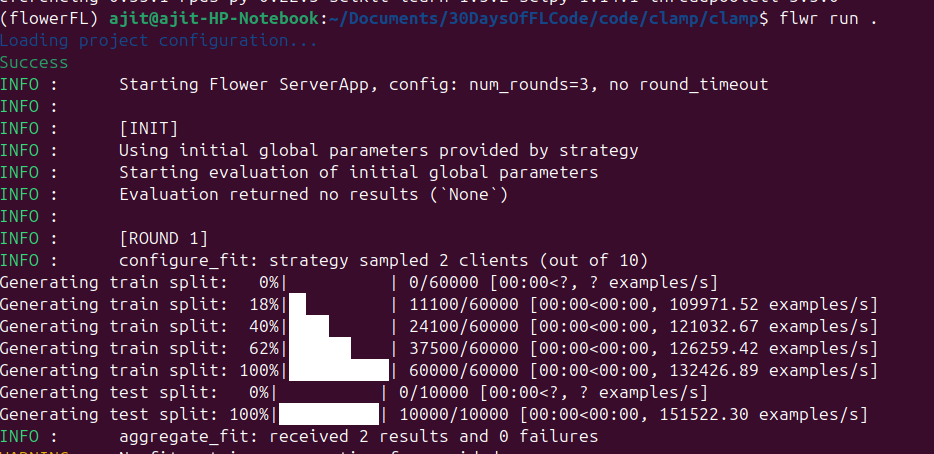 (flowerFL) ajit@ajit-HP-Notebook:~/Documents/30DaysOfFLCode/code/clamp/clamp$ flwr run .
Loading project configuration...
Success
INFO :      Starting Flower ServerApp, config: num_rounds=3, no round_timeout
INFO :
INFO :      [INIT]
INFO :      Using initial global parameters provided by strategy
INFO :      Starting evaluation of initial global parameters
INFO :      Evaluation returned no results (`None`)
INFO :
INFO :      [ROUND 1]
INFO :      configure_fit: strategy sampled 2 clients (out of 10)
Generating train split:   0%|          | 0/60000 [00:00<?, ? examples/s]
Generating train split:  18%|          | 11100/60000 [00:00<00:00, 109971.52 examples/s]
Generating train split:  40%|          | 24100/60000 [00:00<00:00, 121032.67 examples/s]
Generating train split:  62%|          | 37500/60000 [00:00<00:00, 126259.42 examples/s]
Generating train split: 100%|          | 60000/60000 [00:00<00:00, 132426.89 examples/s]
Generating test split:   0%|          | 0/10000 [00:00<?, ? examples/s]
Generating test split: 100%|          | 10000/10000 [00:00<00:00, 151522.30 examples/s]
INFO :      aggregate_fit: received 2 results and 0 failures